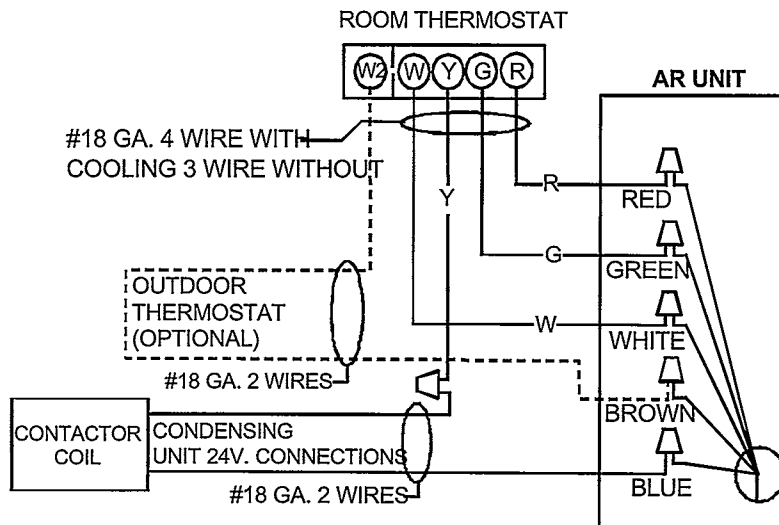 ROOM THERMOSTAT
W2 W Y G R
AR UNIT
#18 GA. 4 WIRE WITH
COOLING 3 WIRE WITHOUT
Y
R
RED
G
GREEN
OUTDOOR
THERMOSTAT
(OPTIONAL)
W
WHITE
#18 GA. 2 WIRES
BROWN
CONTACTOR
COIL
CONDENSING
UNIT 24V. CONNECTIONS
#18 GA. 2 WIRES
BLUE